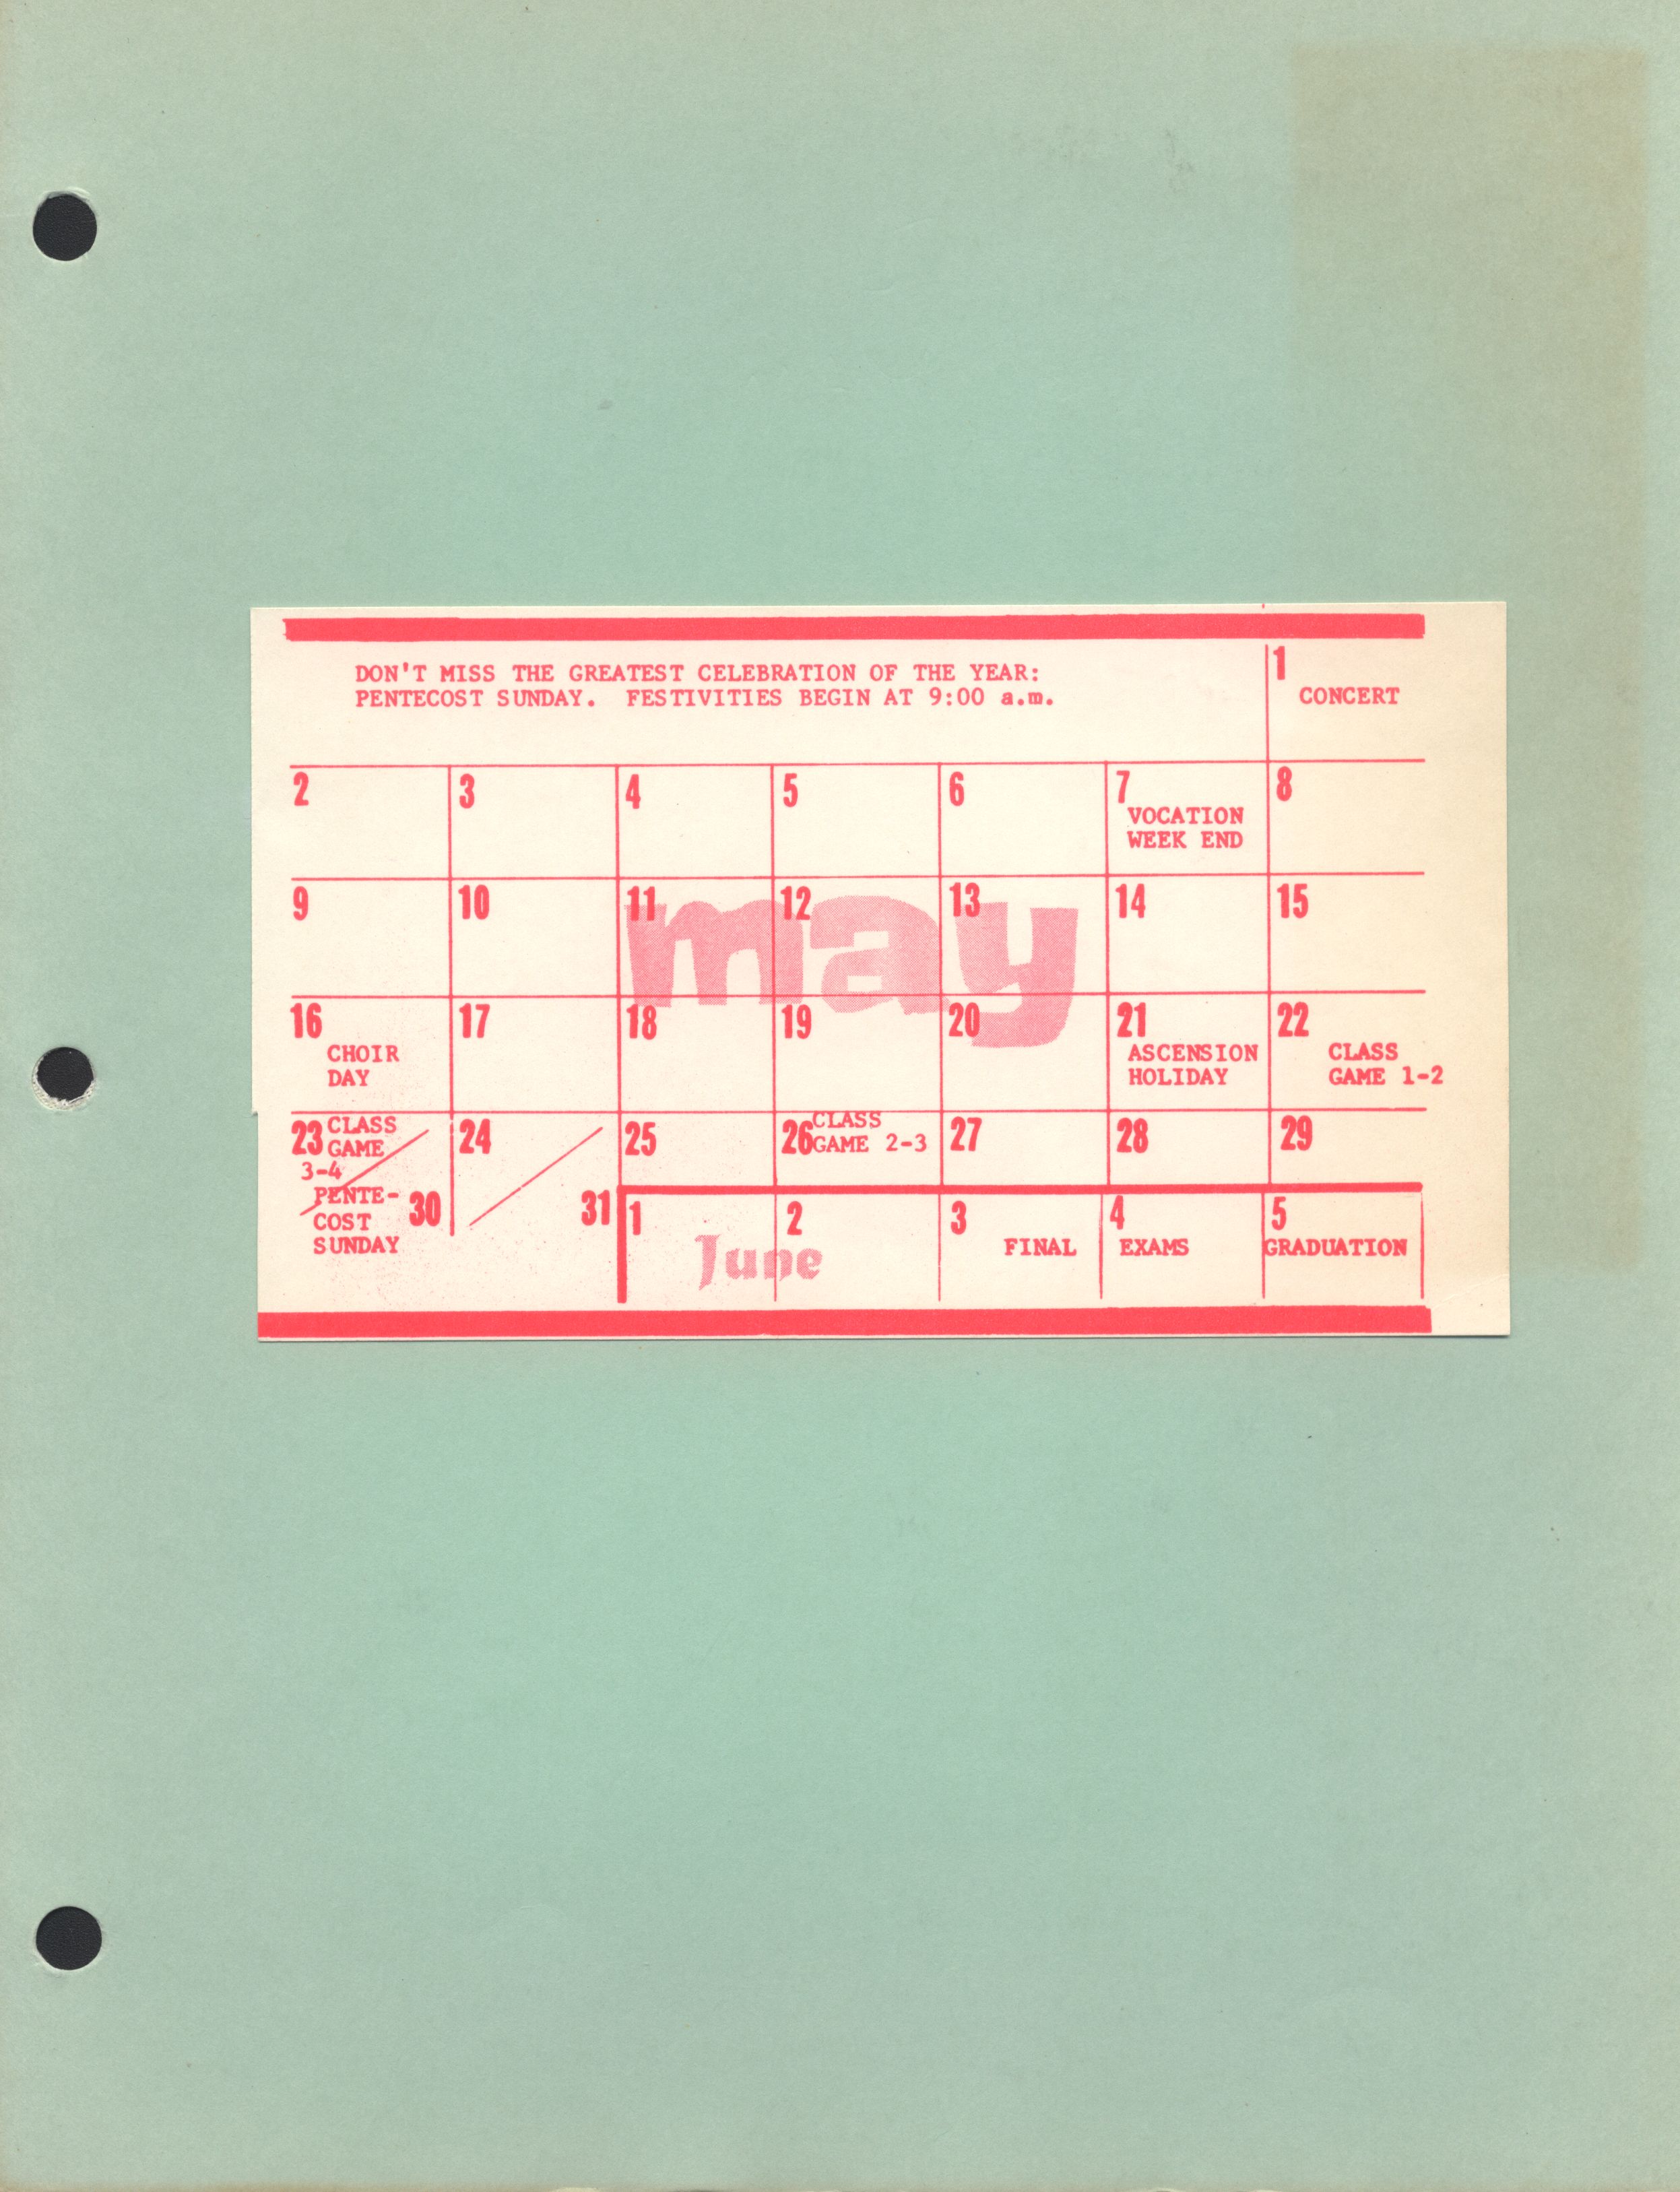 DON'T MISS THE GREATEST CELEBRATION OF THE YEAR:
PENTECOST SUNDAY. FESTIVITIES BEGIN AT 9:00 a.m.
1
CONCERT
2 3 4 5 6 7 8
VOCATION
WEEK END
9 10 11 12 13 14 15
may
16 17 18 19 20 21 22
CHOIR
DAY
ASCENSION
HOLIDAY
CLASS
GAME 1-2
23 CLASS
GAME
3-4
24 25 26 CLASS
GAME 2-3
27 28 29
PENTE-
COST
SUNDAY
30 31
1 2 3 4 5
June
FINAL EXAMS GRADUATION